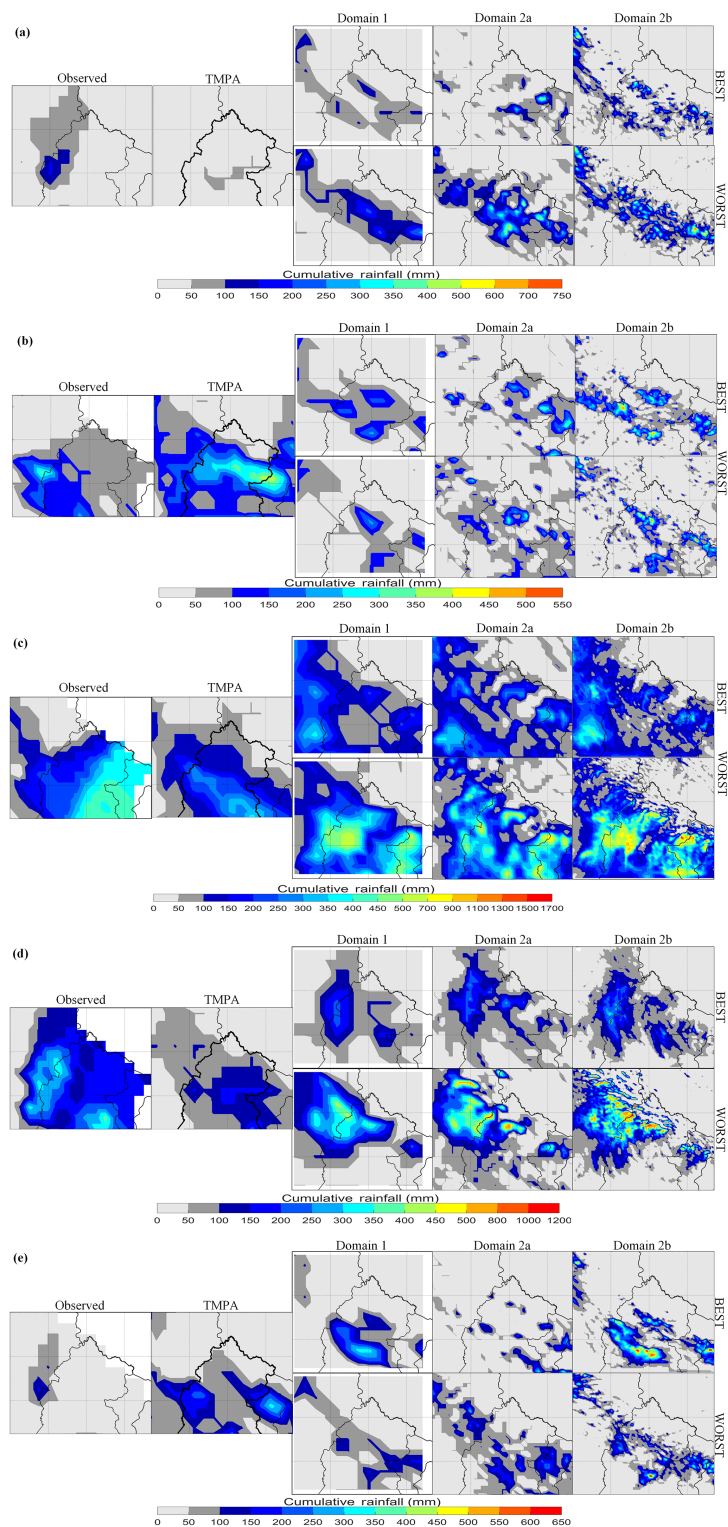 (a)
Domain 1 Domain 2a Domain 2b
Observed TMPA
BEST
WORST
Cumulative rainfall (mm)
0 50 100 150 200 250 300 350 400 500 600 700 750
(b)
Domain 1 Domain 2a Domain 2b
Observed TMPA
BEST
WORST
Cumulative rainfall (mm)
0 50 100 150 200 250 300 350 400 450 500 550
(c)
Domain 1 Domain 2a Domain 2b
Observed TMPA
BEST
WORST
Cumulative rainfall (mm)
0 50 100 150 200 250 300 350 400 450 500 700 900 1100 1300 1500 1700
(d)
Domain 1 Domain 2a Domain 2b
Observed TMPA
BEST
WORST
Cumulative rainfall (mm)
0 50 100 150 200 250 300 350 400 450 500 800 1000 1200
(e)
Domain 1 Domain 2a Domain 2b
Observed TMPA
BEST
WORST
Cumulative rainfall (mm)
0 50 100 150 200 250 300 350 400 450 500 550 600 650